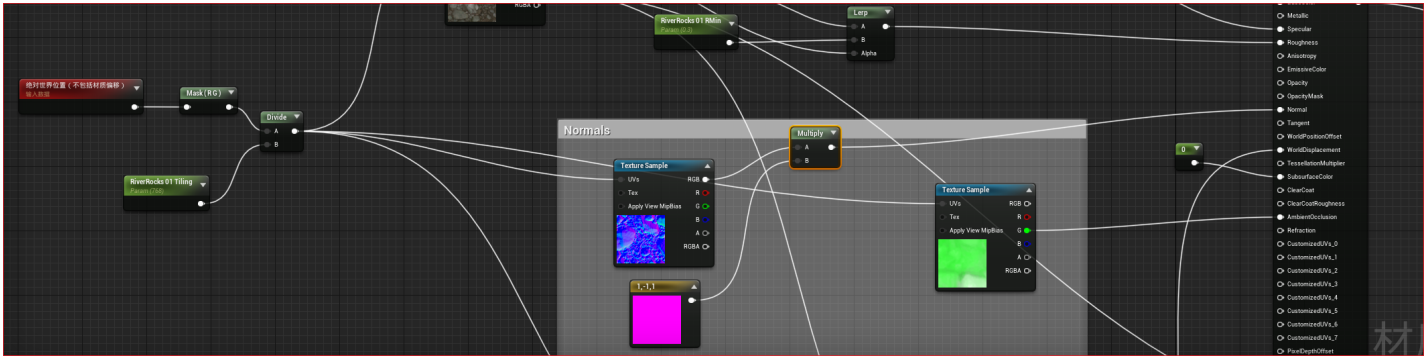 RGBA
绝对世界位置（不包括材质偏移）
输入数据
Mask ( R G )
Divide
A
B
RiverRocks 01 Tiling
Param (768)
RiverRocks 01 RMin
Param (0.3)
Lerp
A
B
Alpha
Normals
Texture Sample
UVs
RGB
Tex
R
Apply View MipBias
G
B
A
RGBA
1,-1,1
Multiply
A
B
Texture Sample
UVs
RGB
Tex
R
Apply View MipBias
G
B
A
RGBA
0
Metallic
Specular
Roughness
Anisotropy
EmissiveColor
Opacity
OpacityMask
Normal
Tangent
WorldPositionOffset
WorldDisplacement
TessellationMultiplier
SubsurfaceColor
ClearCoat
ClearCoatRoughness
AmbientOcclusion
Refraction
CustomizedUVs_0
CustomizedUVs_1
CustomizedUVs_2
CustomizedUVs_3
CustomizedUVs_4
CustomizedUVs_5
CustomizedUVs_6
CustomizedUVs_7
PixelDepthOffset
材